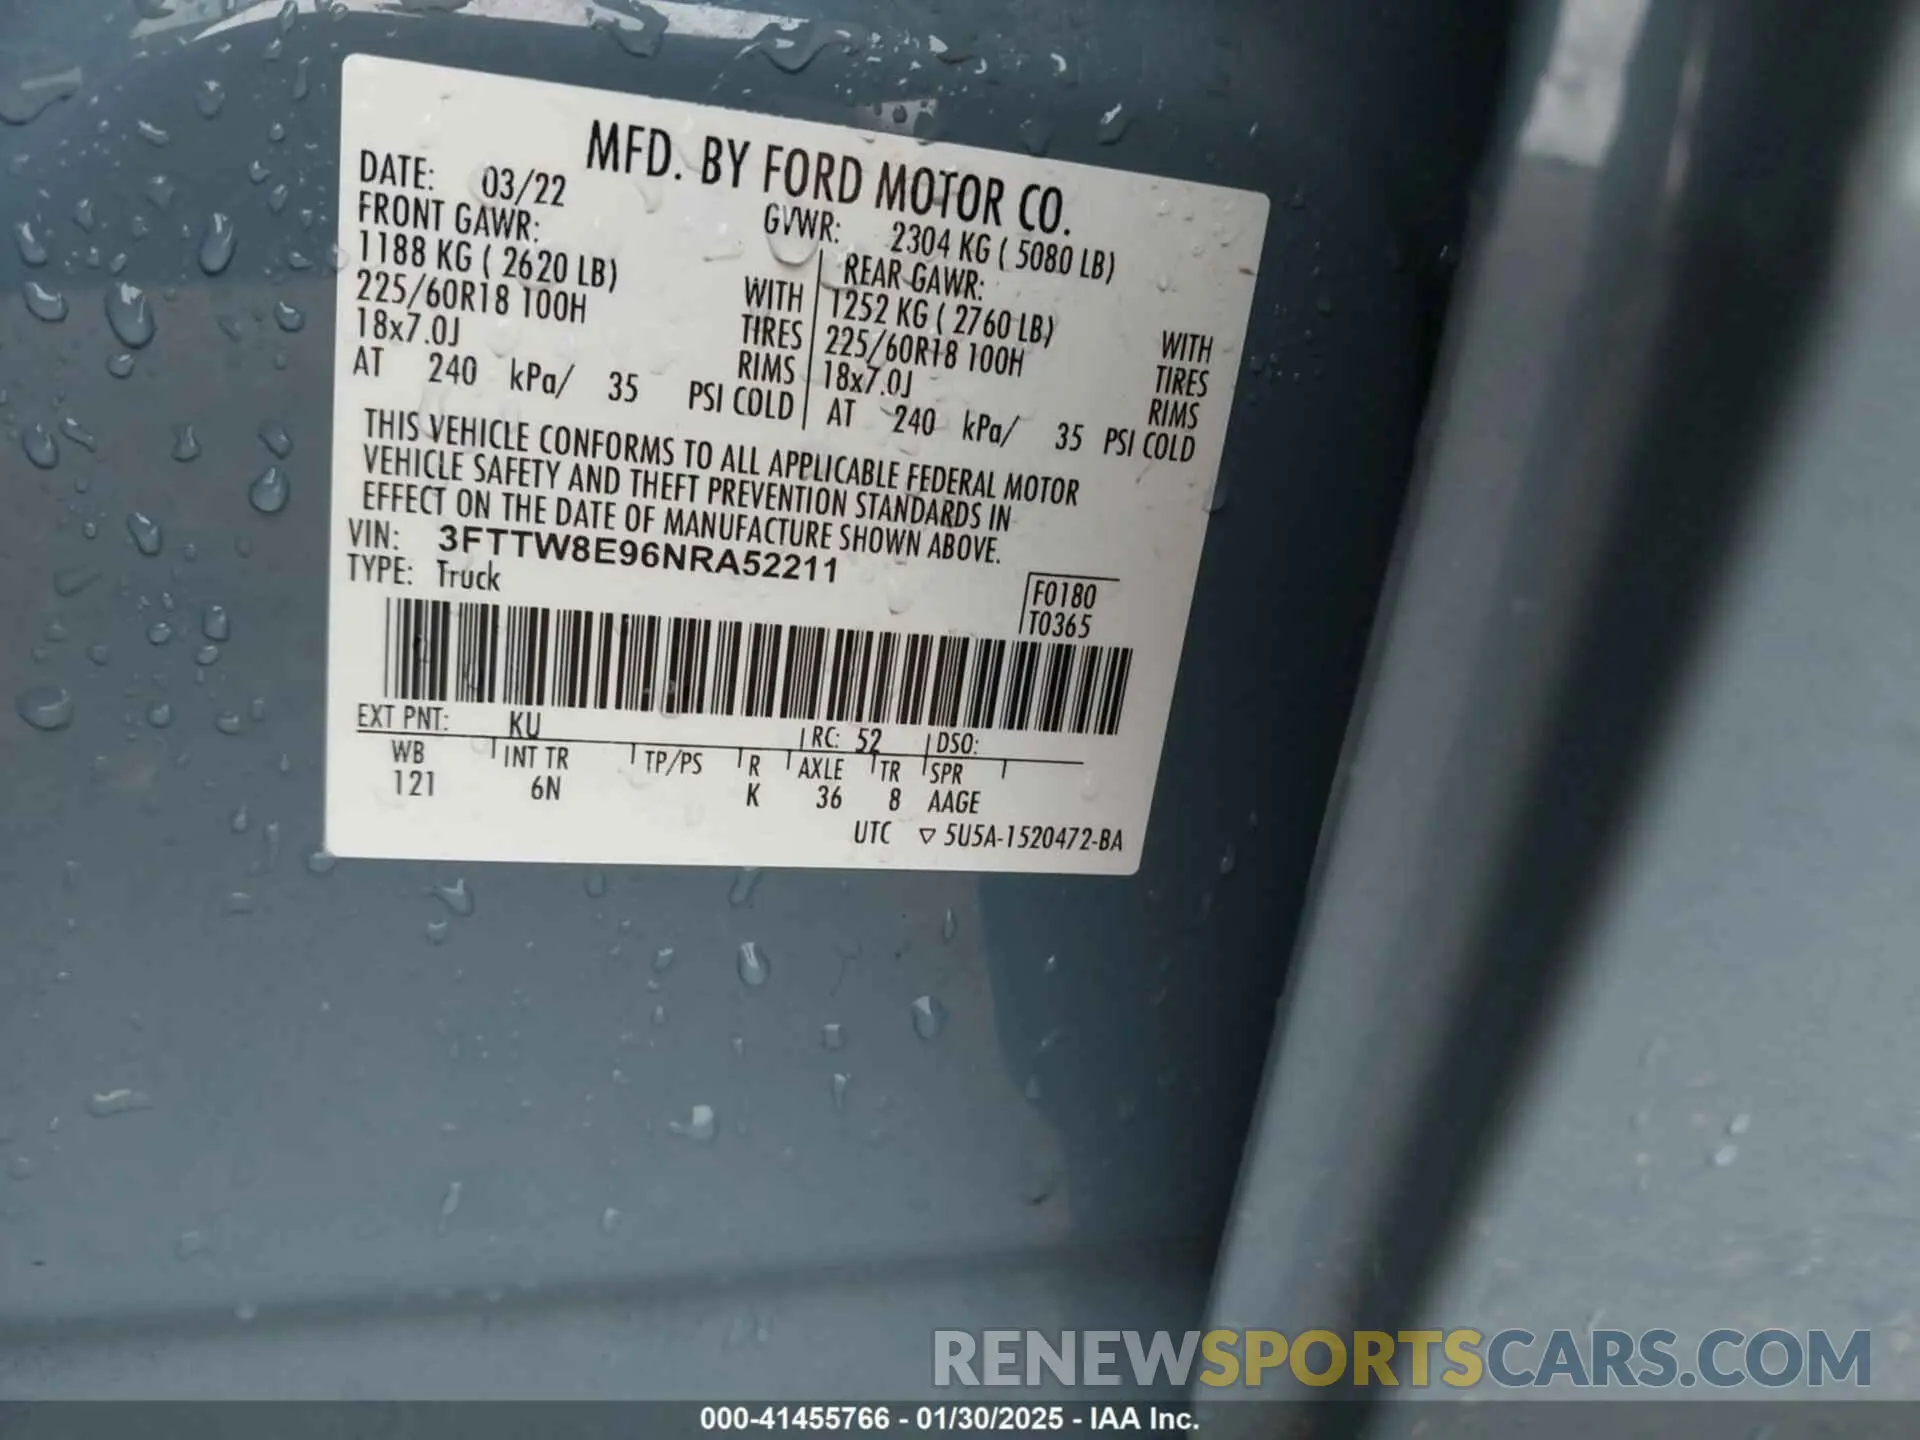 MFD. BY FORD MOTOR CO.
DATE: 03/22
GVWR: 2304 KG ( 5080 LB)
FRONT GAWR:
1188 KG ( 2620 LB) WITH
225/60R18 100H TIRES
18x7.0J RIMS
AT 240 kPa/ 35 PSI COLD
REAR GAWR:
1252 KG ( 2760 LB) WITH
225/60R18 100H TIRES
18x7.0J RIMS
AT 240 kPa/ 35 PSI COLD
THIS VEHICLE CONFORMS TO ALL APPLICABLE FEDERAL MOTOR
VEHICLE SAFETY AND THEFT PREVENTION STANDARDS IN
EFFECT ON THE DATE OF MANUFACTURE SHOWN ABOVE.
VIN: 3FTTW8E96NRA52211
TYPE: Truck
F0180
T0365
EXT PNT: KU RC: 52 DSO:
WB INT TR TP/PS R AXLE TR SPR
121 6N K 36 8 AAGE
UTC ▽ 5U5A-1520472-BA
RENEWSPORTSCARS.COM
000-41455766 - 01/30/2025 - IAA Inc.